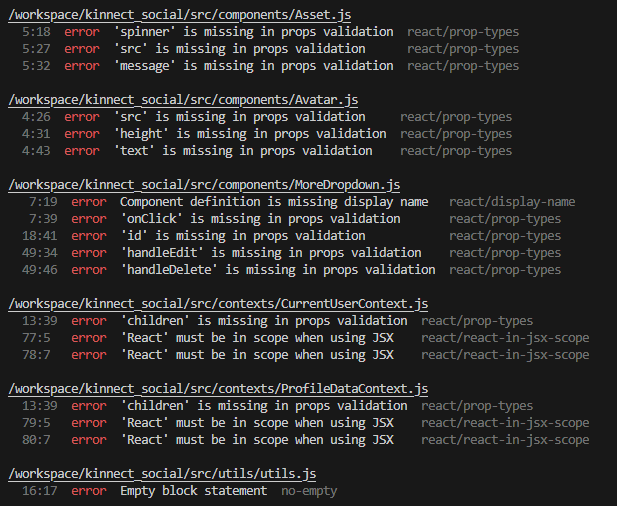 /workspace/kinnect_social/src/components/Asset.js
5:18 error 'spinner' is missing in props validation react/prop-types
5:27 error 'src' is missing in props validation react/prop-types
5:32 error 'message' is missing in props validation react/prop-types
/workspace/kinnect_social/src/components/Avatar.js
4:26 error 'src' is missing in props validation react/prop-types
4:31 error 'height' is missing in props validation react/prop-types
4:43 error 'text' is missing in props validation react/prop-types
/workspace/kinnect_social/src/components/MoreDropdown.js
7:19 error Component definition is missing display name react/display-name
7:39 error 'onClick' is missing in props validation react/prop-types
18:41 error 'id' is missing in props validation react/prop-types
49:34 error 'handleEdit' is missing in props validation react/prop-types
49:46 error 'handleDelete' is missing in props validation react/prop-types
/workspace/kinnect_social/src/contexts/CurrentUserContext.js
13:39 error 'children' is missing in props validation react/prop-types
77:5 error 'React' must be in scope when using JSX react/react-in-jsx-scope
78:7 error 'React' must be in scope when using JSX react/react-in-jsx-scope
/workspace/kinnect_social/src/contexts/ProfileDataContext.js
13:39 error 'children' is missing in props validation react/prop-types
79:5 error 'React' must be in scope when using JSX react/react-in-jsx-scope
80:7 error 'React' must be in scope when using JSX react/react-in-jsx-scope
/workspace/kinnect_social/src/utils/utils.js
16:17 error Empty block statement no-empty